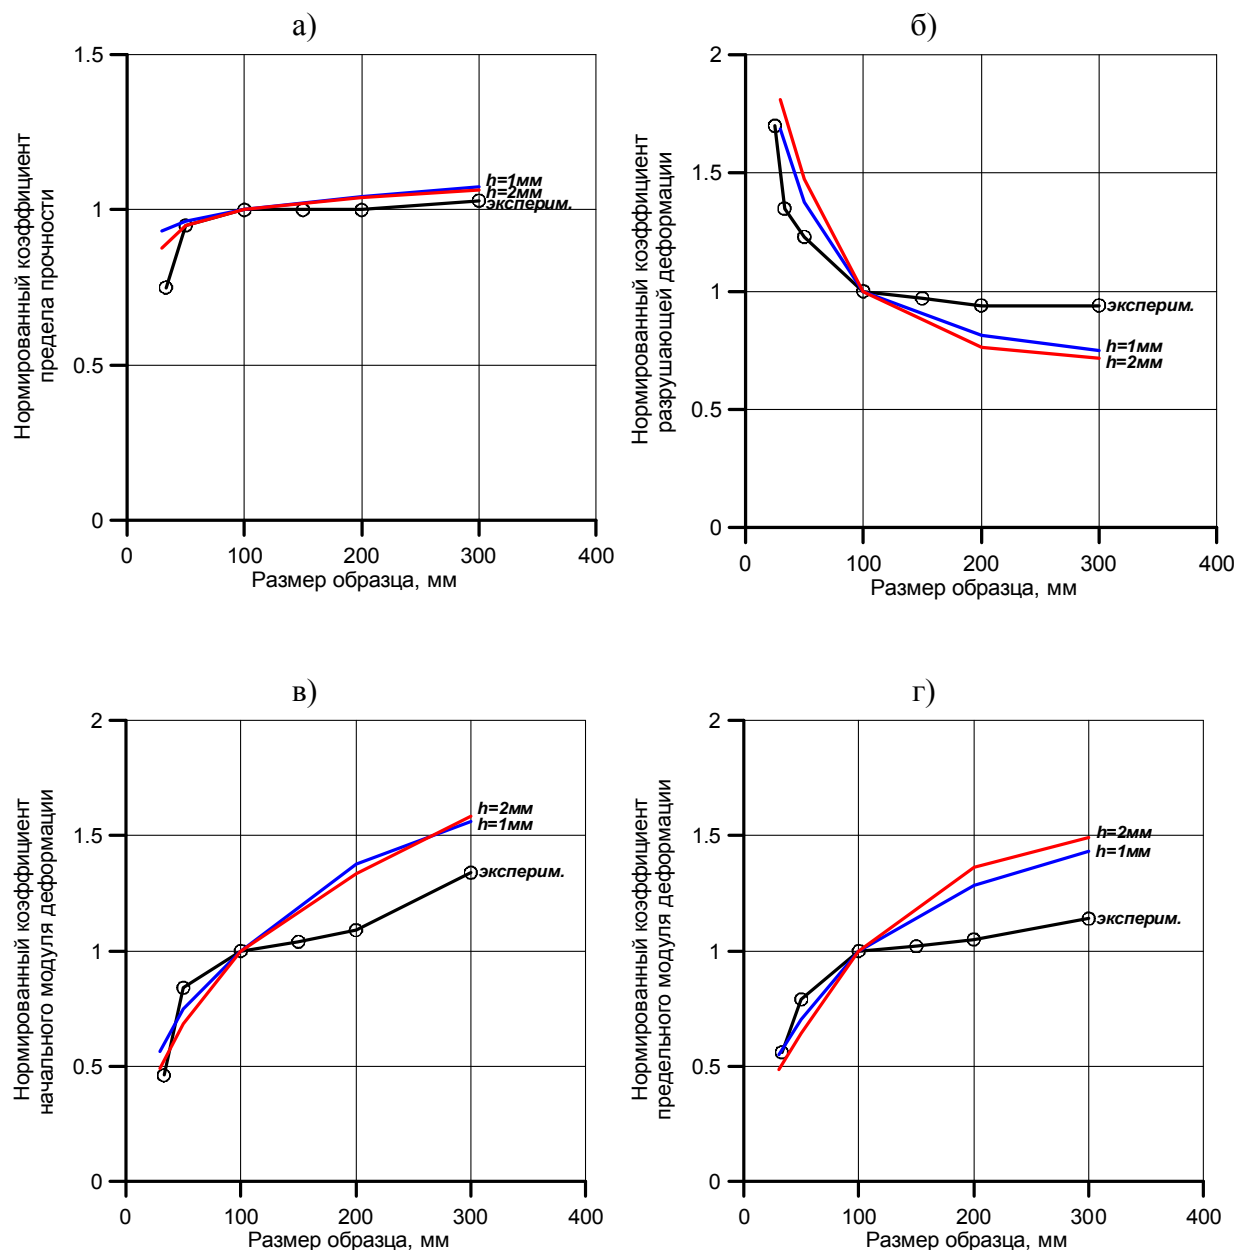 а)
1.5
1
0.5
0
0
100
200
300
400
Нормированный коэффициент
предела прочности
h=1мм
h=2мм
эксперим.
Размер образца, мм
б)
2
1.5
1
0.5
0
0
100
200
300
400
Нормированный коэффициент
разрушающей деформации
эксперим.
h=1мм
h=2мм
Размер образца, мм
в)
2
1.5
1
0.5
0
0
100
200
300
400
Нормированный коэффициент
начального модуля деформации
h=2мм
h=1мм
эксперим.
Размер образца, мм
г)
2
1.5
1
0.5
0
0
100
200
300
400
Нормированный коэффициент
предельного модуля деформации
h=2мм
h=1мм
эксперим.
Размер образца, мм